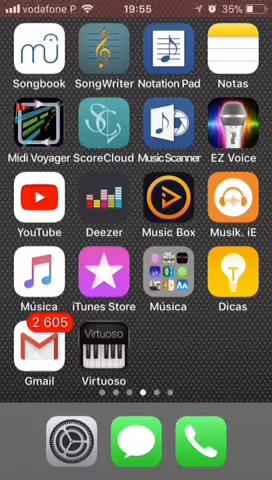 vodafone P 19:55 35%
Songbook SongWriter Notation Pad Notas
Midi Voyager ScoreCloud MusicScanner EZ Voice
YouTube Deezer Music Box Musik. iE
Música iTunes Store Música Dicas
2 605
Virtuoso
Gmail Virtuoso